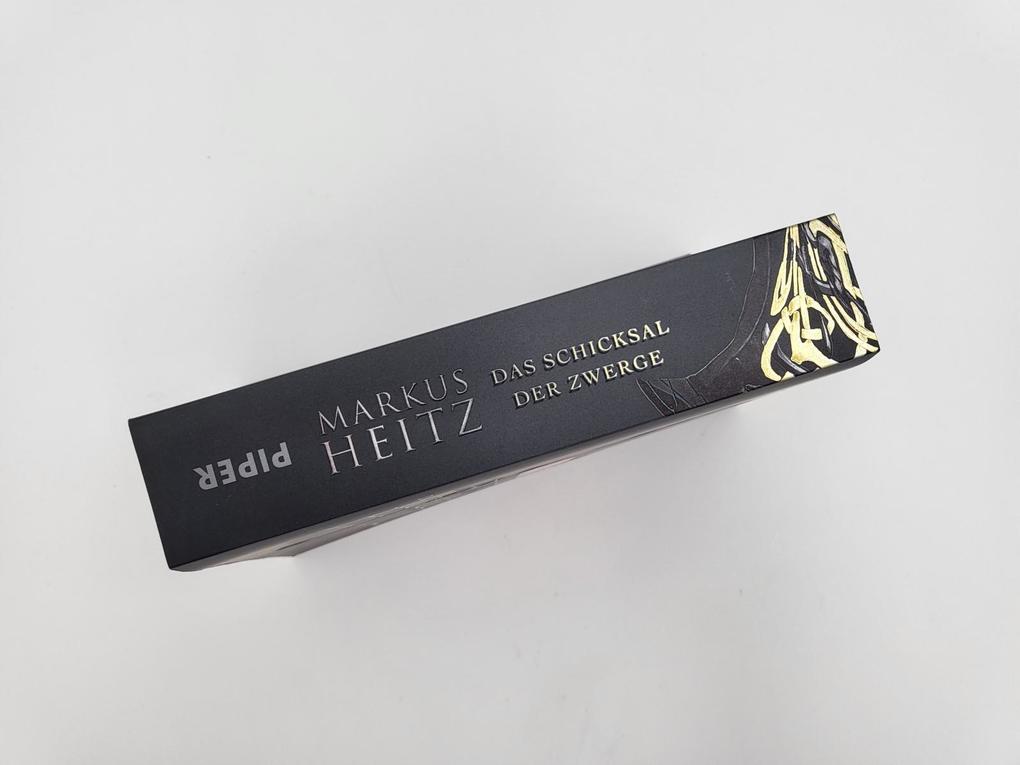 PIPER
MARKUS
HEITZ
DAS SCHICKSAL
DER ZWERGE